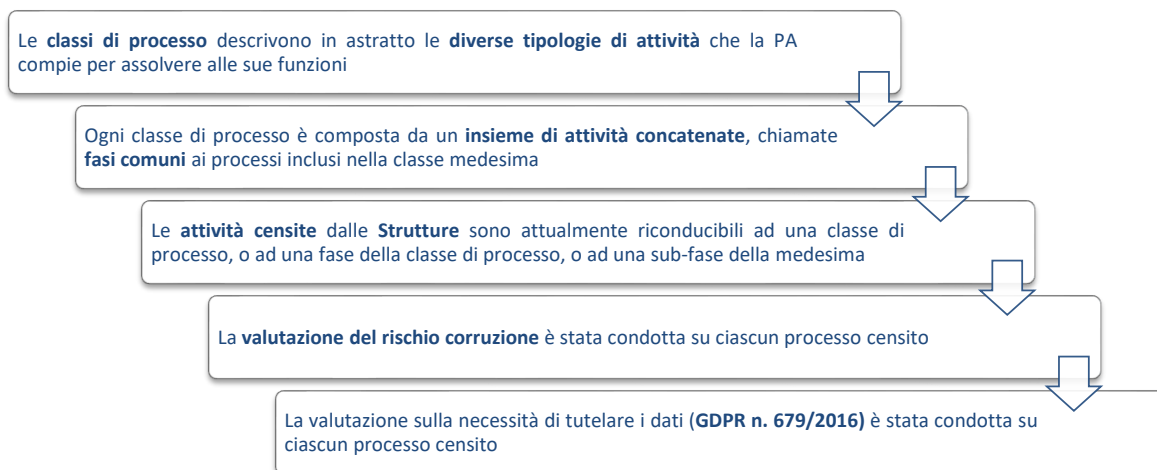 Le classi di processo descrivono in astratto le diverse tipologie di attività che la PA
compie per assolvere alle sue funzioni
Ogni classe di processo è composta da un insieme di attività concatenate, chiamate
fasi comuni ai processi inclusi nella classe medesima
Le attività censite dalle Strutture sono attualmente riconducibili ad una classe di
processo, o ad una fase della classe di processo, o ad una sub-fase della medesima
La valutazione del rischio corruzione è stata condotta su ciascun processo censito
La valutazione sulla necessità di tutelare i dati (GDPR n. 679/2016) è stata condotta su
ciascun processo censito